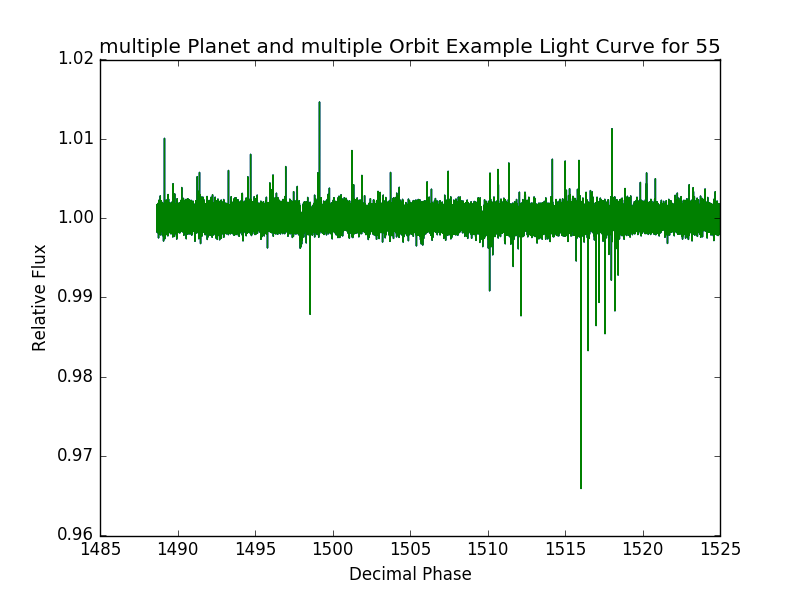 multiple Planet and multiple Orbit Example Light Curve for 55
1.02
1.01
1.00
0.99
0.98
0.97
0.96
Relative Flux
1485 1490 1495 1500 1505 1510 1515 1520 1525
Decimal Phase